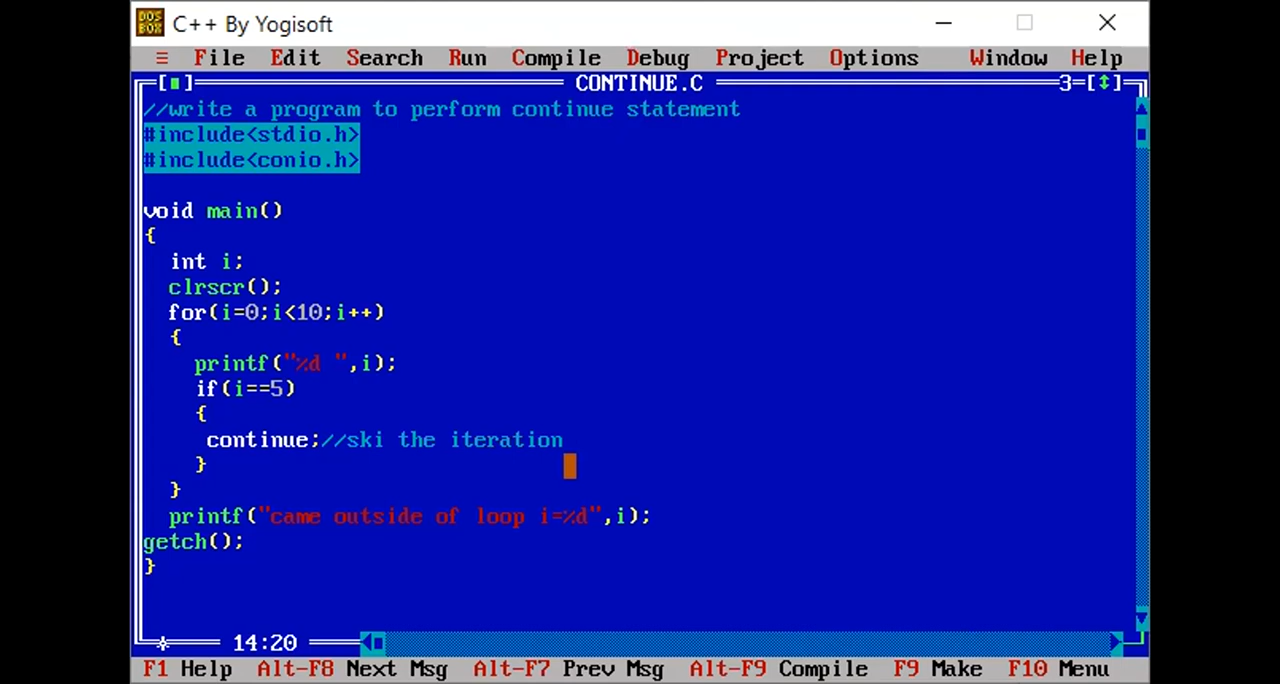 DOS BOX C++ By Yogisoft
≡ File Edit Search Run Compile Debug Project Options Window Help
CONTINUE.C 3=[↕]
//write a program to perform continue statement
#include<stdio.h>
#include<conio.h>
void main()
{
int i;
clrscr();
for(i=0;i<10;i++)
{
printf("%d ",i);
if(i==5)
{
continue;//ski the iteration
}
}
printf("came outside of loop i=%d",i);
getch();
}
14:20
F1 Help Alt-F8 Next Msg Alt-F7 Prev Msg Alt-F9 Compile F9 Make F10 Menu